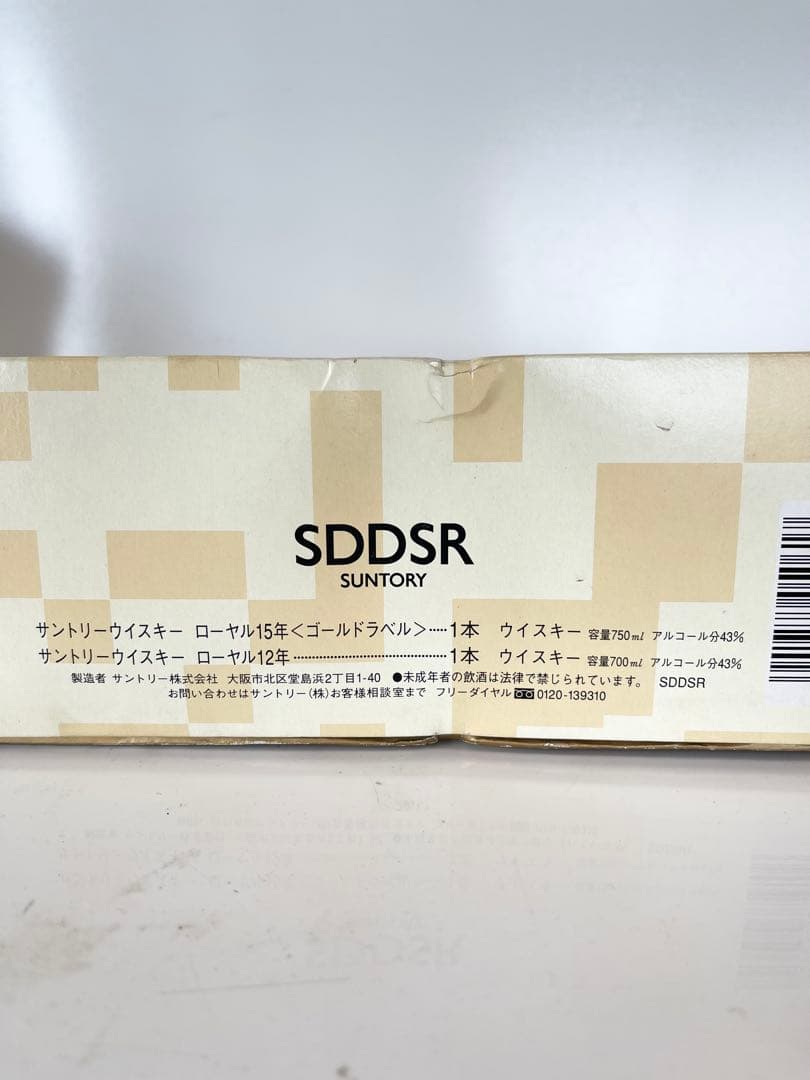 SDDSR
SUNTORY
サントリーウイスキー ローヤル15年<ゴールドラベル>……1本 ウイスキー 容量750ml アルコール分43%
サントリーウイスキー ローヤル12年……………………………1本 ウイスキー 容量700ml アルコール分43%
製造者 サントリー株式会社 大阪市北区堂島浜2丁目1-40 ●未成年者の飲酒は法律で禁じられています。 SDDSR
お問い合わせはサントリー(株)お客様相談室まで フリーダイヤル 0120-139310